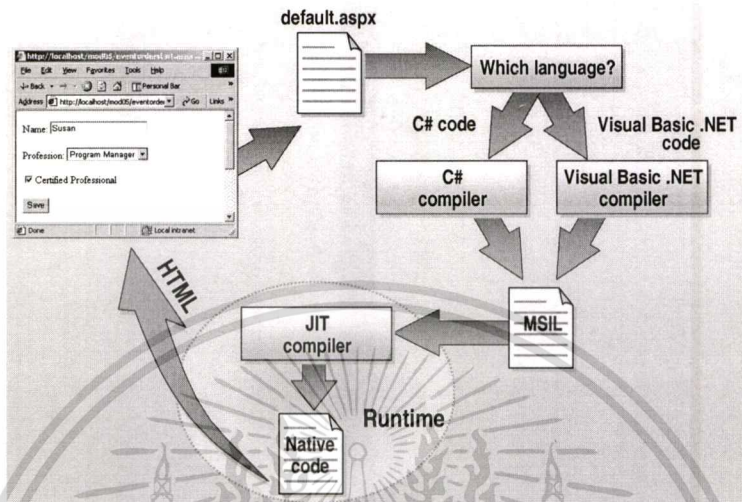 default.aspx
http://localhost/mod05/eventorder
File Edit View Favorites Tools Help
Back Personal Bar
Address http://localhost/mod05/eventorder Go Links
Name: Susan
Profession: Program Manager
Certified Professional
Save
Done Local intranet
Which language?
C# code
Visual Basic .NET
code
C#
compiler
Visual Basic .NET
compiler
MSIL
JIT
compiler
Runtime
Native
code
HTML